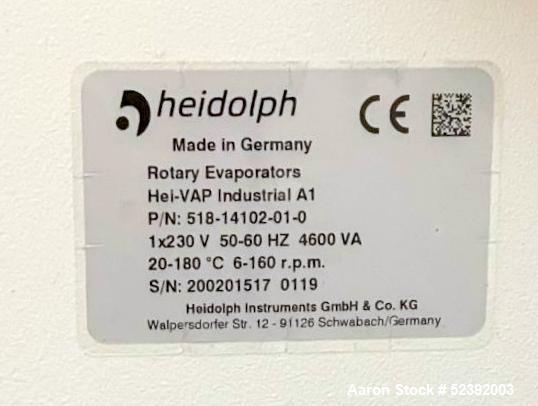 heidolph
CE
Made in Germany
Rotary Evaporators
Hei-VAP Industrial A1
P/N: 518-14102-01-0
1x230 V 50-60 HZ 4600 VA
20-180 °C 6-160 r.p.m.
S/N: 200201517 0119
Heidolph Instruments GmbH & Co. KG
Walpersdorfer Str. 12 - 91126 Schwabach/Germany
Aaron Stock # 52392003